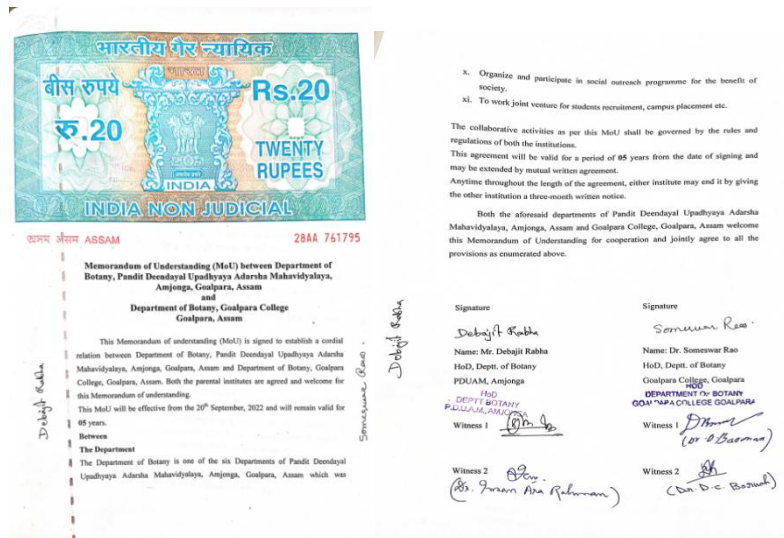 भारतीय गैर न्यायिक
भारत
बीस रुपये
Rs.20
रु.20
TWENTY
RUPEES
INDIA
INDIA NON JUDICIAL
অসম असम ASSAM
28AA 761795
Memorandum of Understanding (MoU) between Department of
Botany, Pandit Deendayal Upadhyaya Adarsha Mahavidyalaya,
Amjonga, Goalpara, Assam
and
Department of Botany, Goalpara College
Goalpara, Assam
This Memorandum of understanding (MoU) is signed to establish a cordial
relation between Department of Botany, Pandit Deendayal Upadhyaya Adarsha
Mahavidyalaya, Amjonga, Goalpara, Assam and Department of Botany, Goalpara
College, Goalpara, Assam. Both the parental institutes are agreed and welcome for
this Memorandum of understanding.
This MoU will be effective from the 20th September, 2022 and will remain valid for
05 years.
Between
The Department
The Department of Botany is one of the six Departments of Pandit Deendayal
Upadhyaya Adarsha Mahavidyalaya, Amjonga, Goalpara, Assam which was
Debajit Rabha
Someswar Rao.
x. Organize and participate in social outreach programme for the benefit of
society.
xi. To work joint venture for students recruitment, campus placement etc.
The collaborative activities as per this MoU shall be governed by the rules and
regulations of both the institutions.
This agreement will be valid for a period of 05 years from the date of signing and
may be extended by mutual written agreement.
Anytime throughout the length of the agreement, either institute may end it by giving
the other institution a three-month written notice.
Both the aforesaid departments of Pandit Deendayal Upadhyaya Adarsha
Mahavidyalaya, Amjonga, Assam and Goalpara College, Goalpara, Assam welcome
this Memorandum of Understanding for cooperation and jointly agree to all the
provisions as enumerated above.
Debajit Rabha
Signature
Debajit Rabha
Name: Mr. Debajit Rabha
HoD, Deptt. of Botany
PDUAM, Amjonga
HoD
DEPTT BOTANY
P.D.U.A.M., AMJONGA
Witness 1
Witness 2
(Dr. Imran Ara Rahman)
Signature
Someswar Rao.
Name: Dr. Someswar Rao
HoD, Deptt. of Botany
Goalpara College, Goalpara
HOD
DEPARTMENT OF BOTANY
GOALPARA COLLEGE GOALPARA
Witness 1
(Dr D Barman)
Witness 2
(Dr. D.C. Baruah)